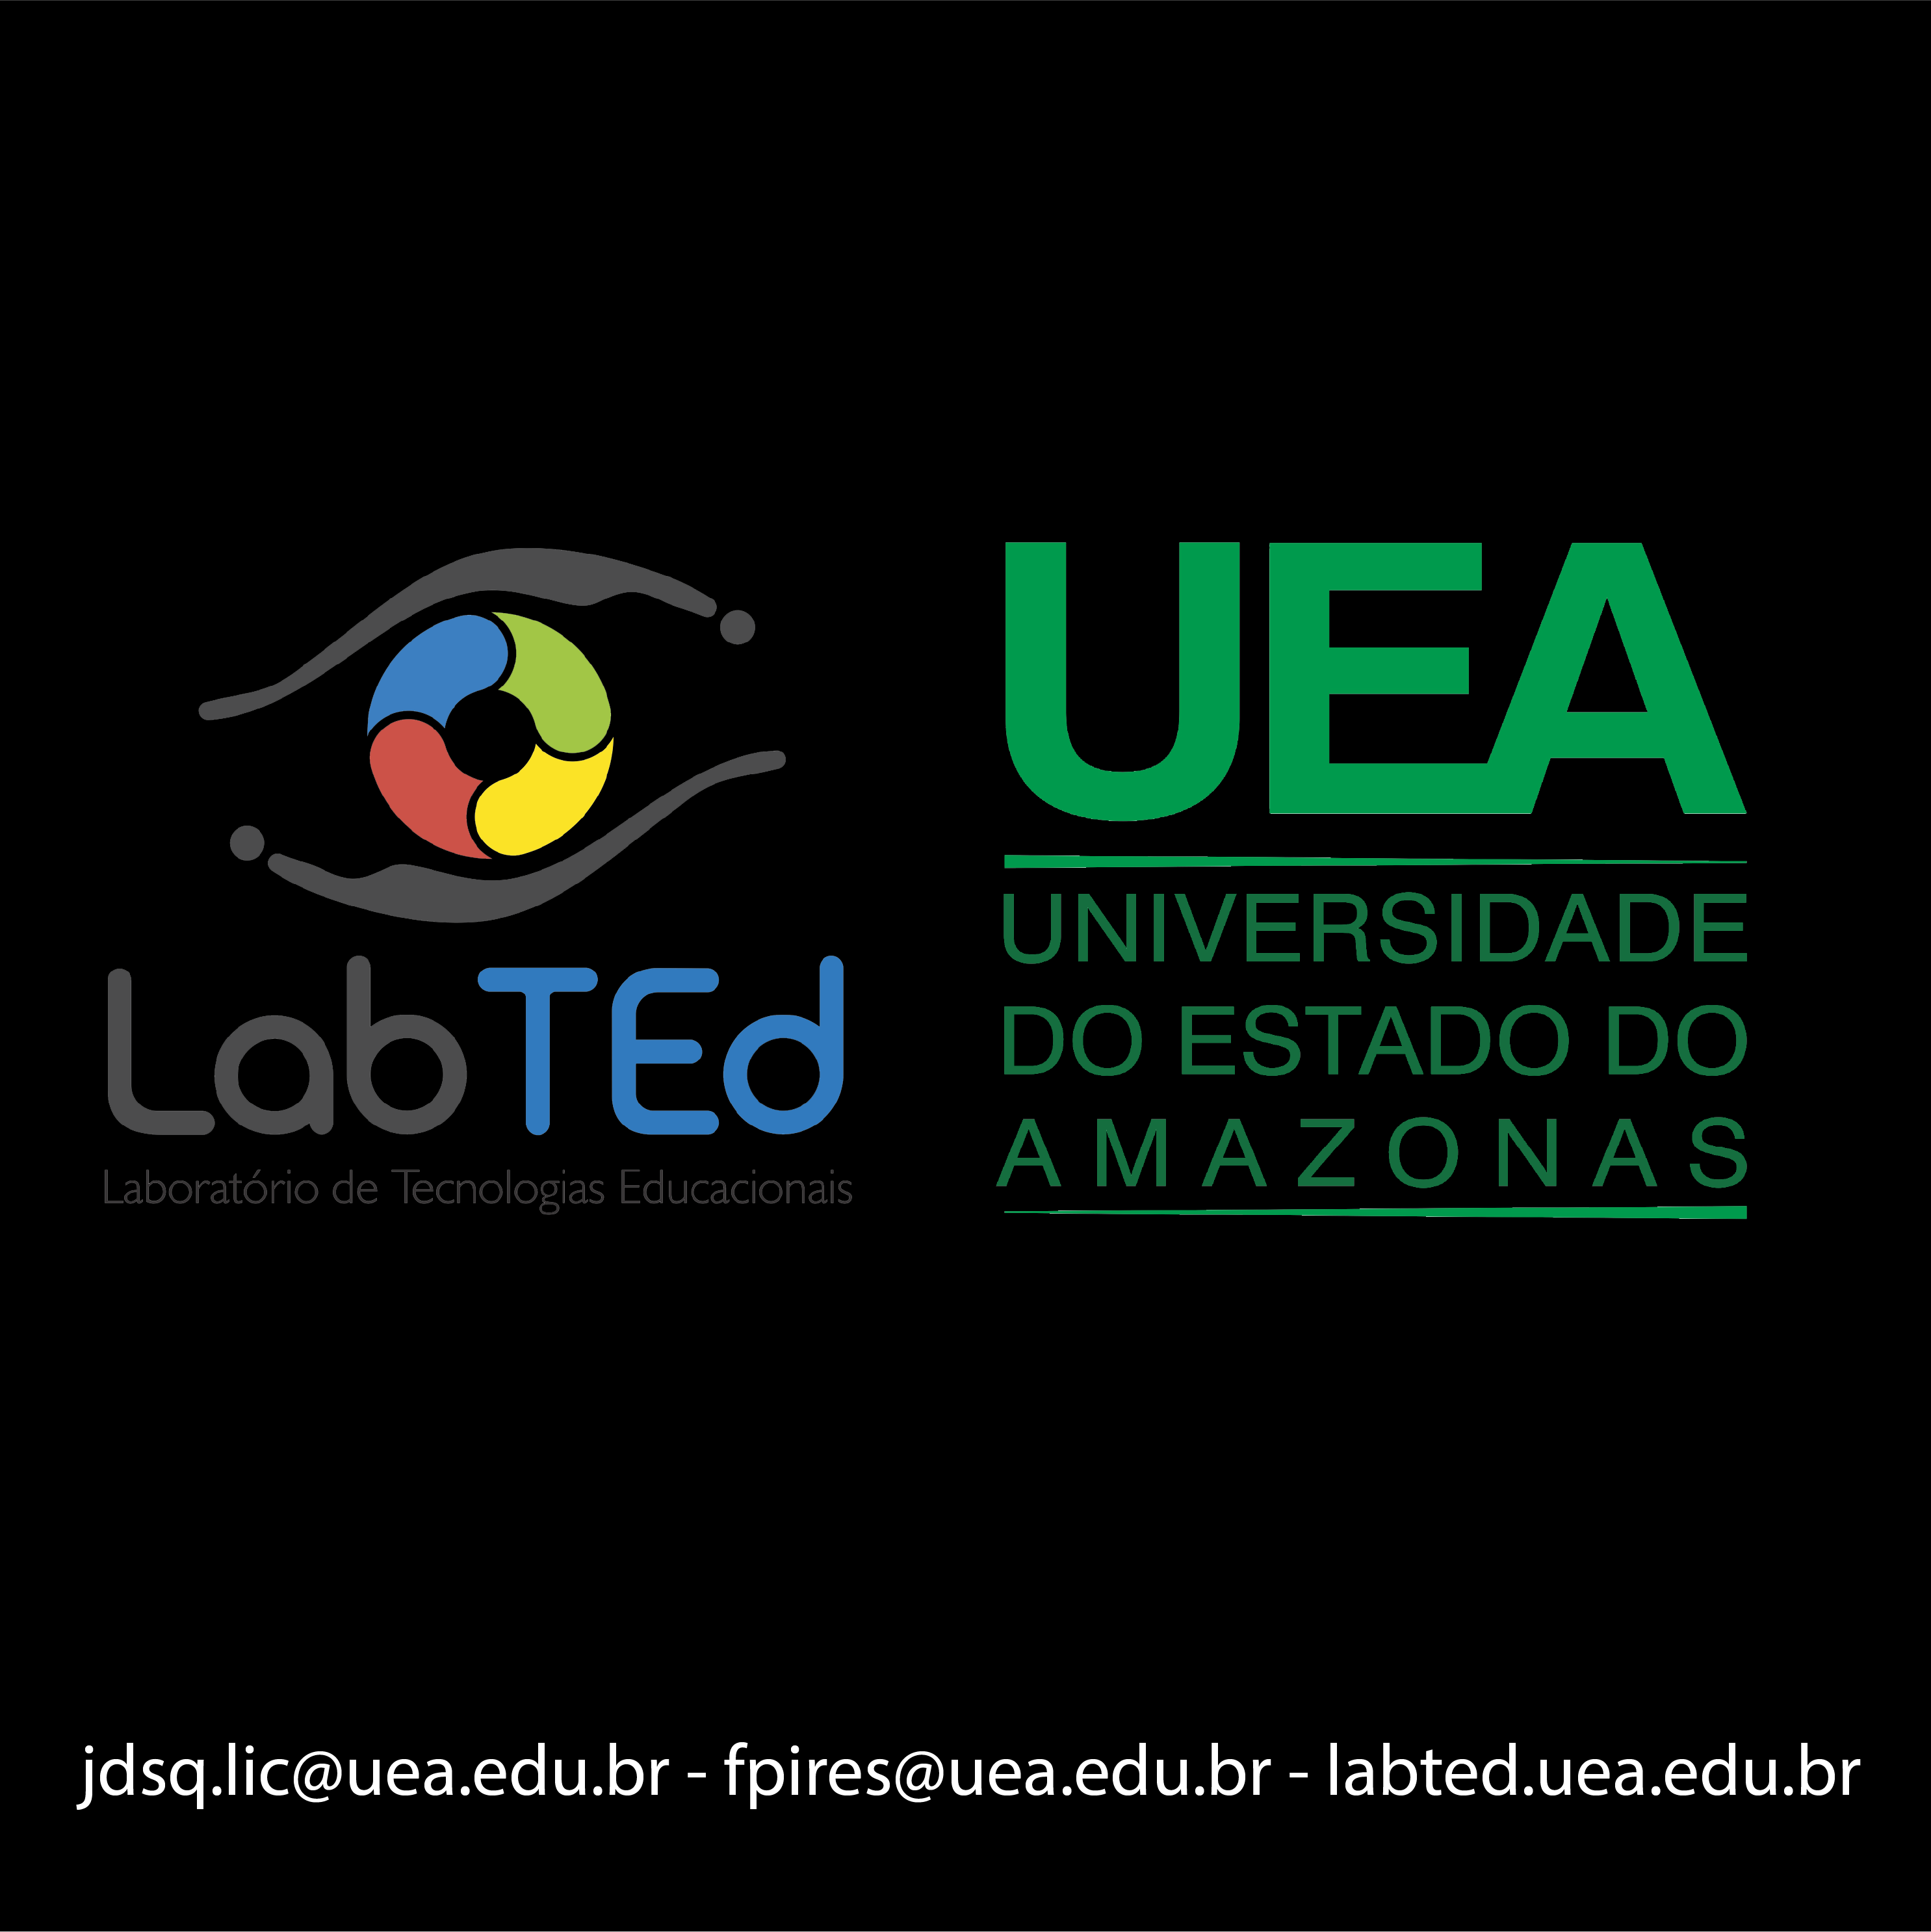 LabTEd
Laboratório de Tecnologias Educacionais
UEA
UNIVERSIDADE
DO ESTADO DO
AMAZONAS
jdsq.lic@uea.edu.br - fpires@uea.edu.br - labted.uea.edu.br